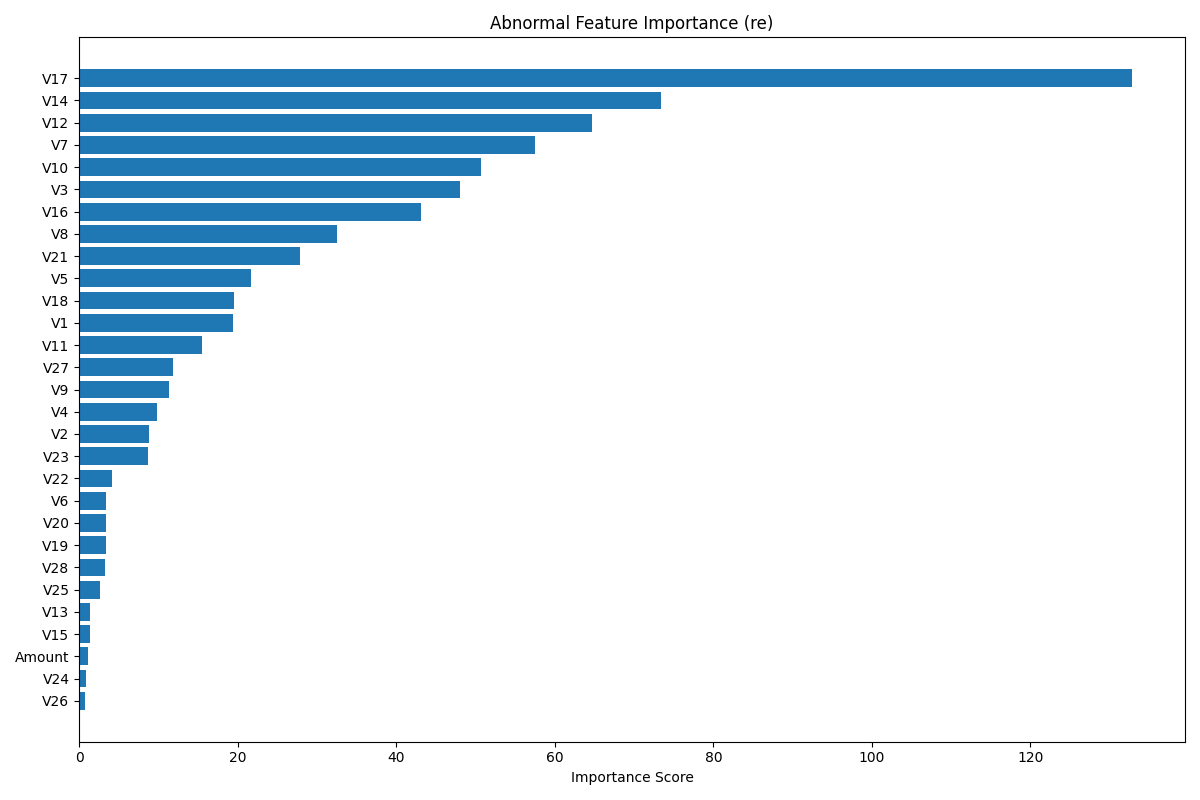 Abnormal Feature Importance (re)
V17
V14
V12
V7
V10
V3
V16
V8
V21
V5
V18
V1
V11
V27
V9
V4
V2
V23
V22
V6
V20
V19
V28
V25
V13
V15
Amount
V24
V26
0 20 40 60 80 100 120
Importance Score